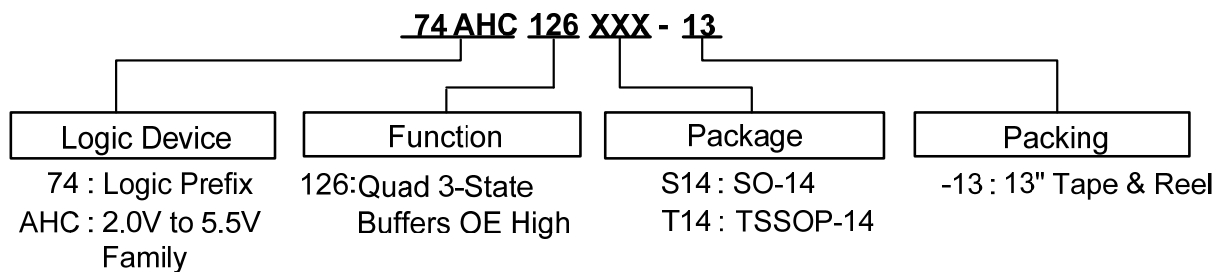 74 AHC 126 XXX - 13
Logic Device
74 : Logic Prefix
AHC : 2.0V to 5.5V
Family
Function
126:Quad 3-State
Buffers OE High
Package
S14 : SO-14
T14 : TSSOP-14
Packing
-13 : 13" Tape & Reel